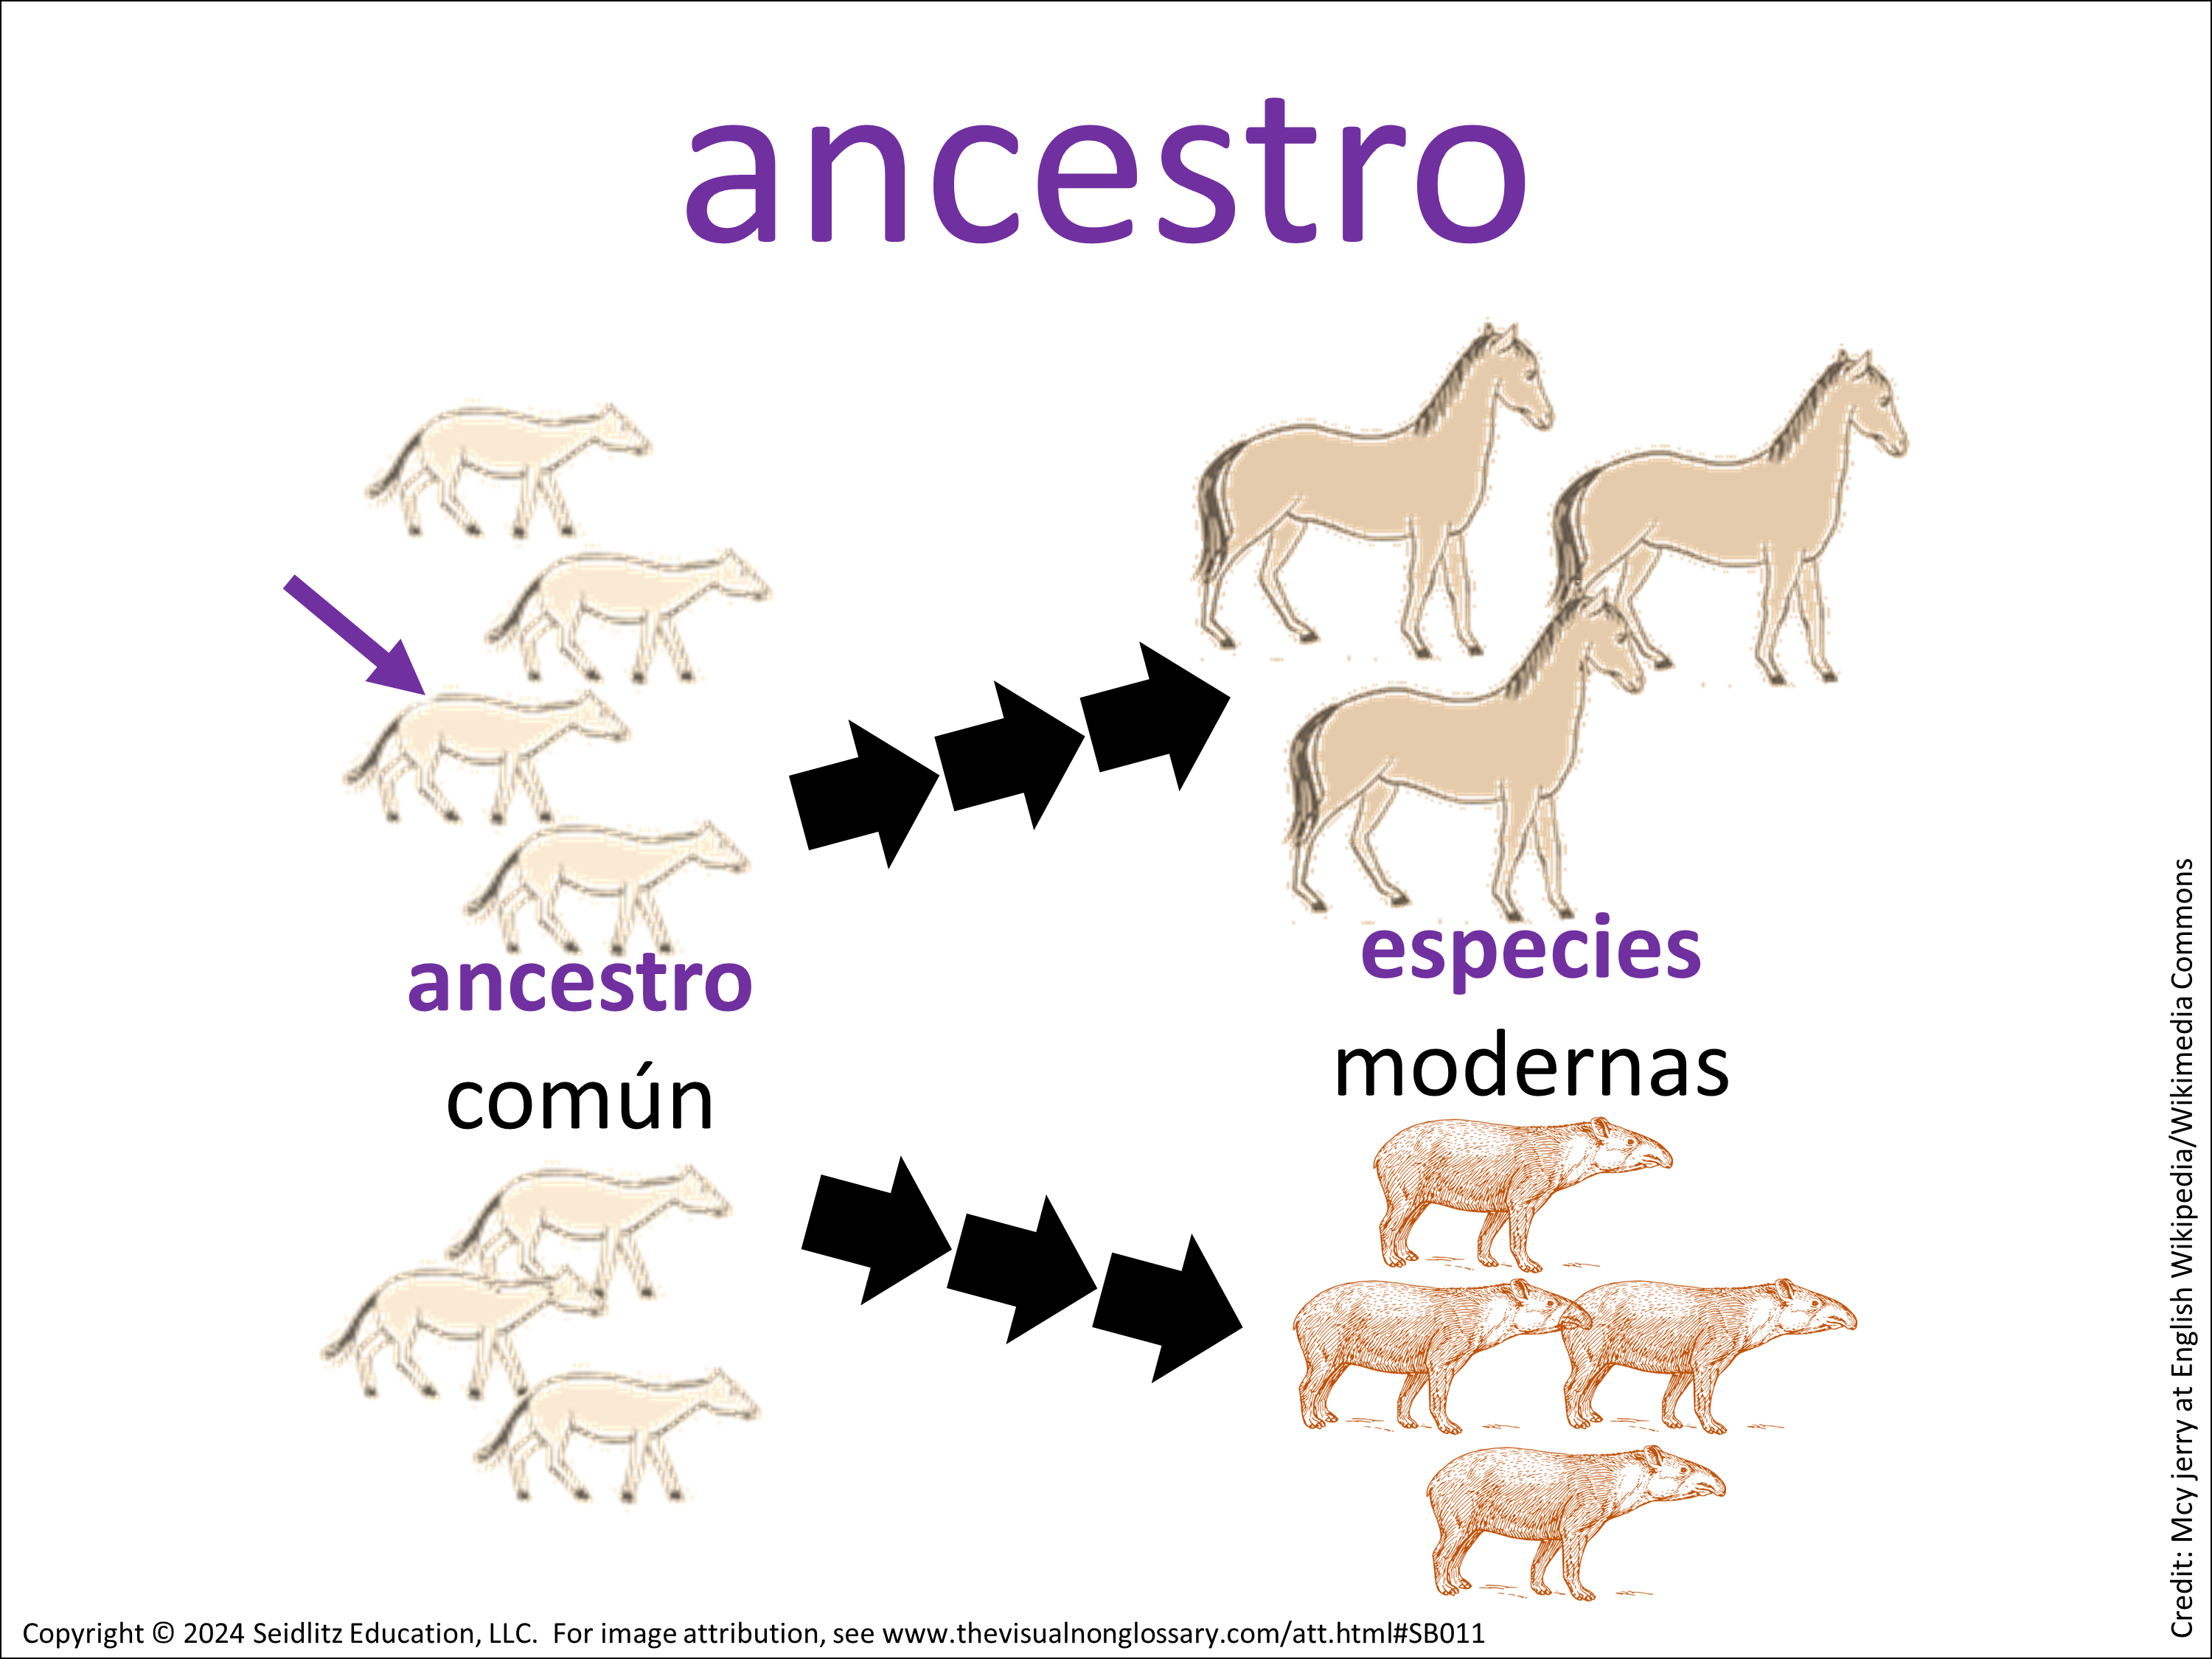 ancestro
ancestro
común
especies
modernas
Copyright © 2024 Seidlitz Education, LLC.  For image attribution, see www.thevisualnonglossary.com/att.html#SB011
Credit: Mcy jerry at English Wikipedia/Wikimedia Commons